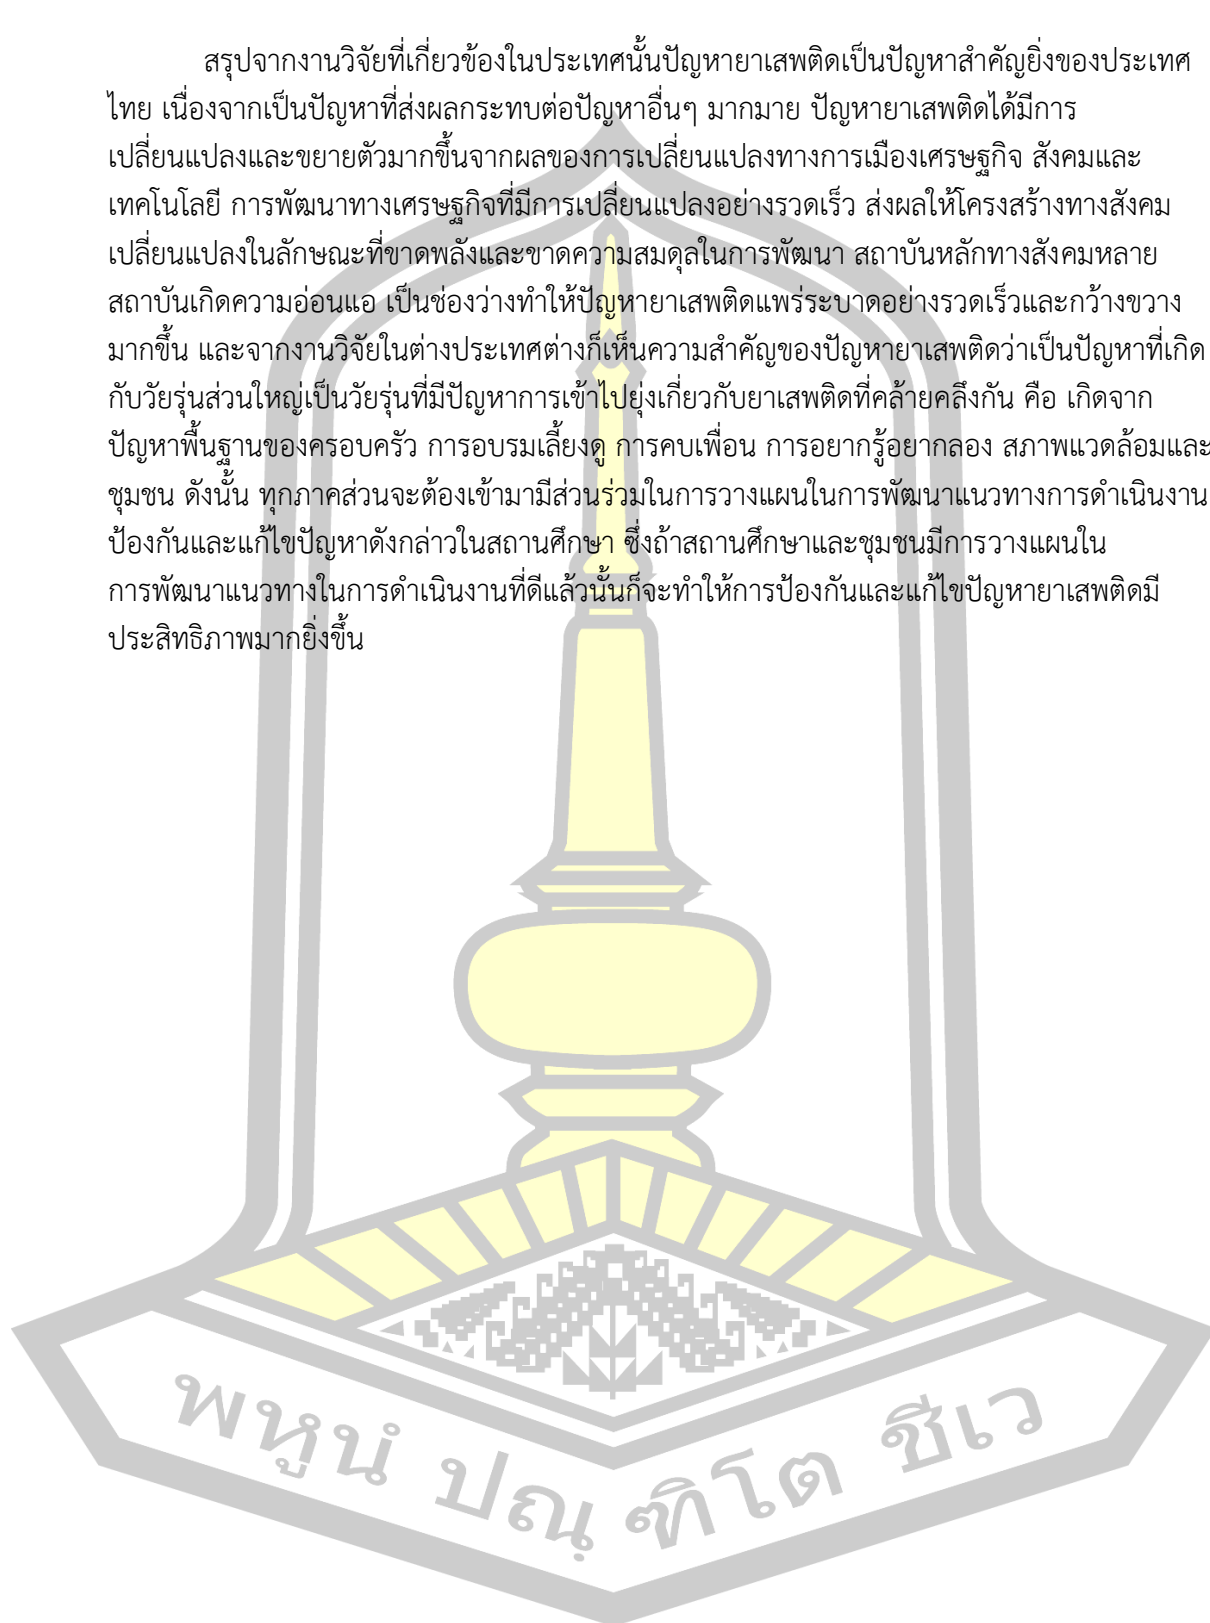 สรุปจากงานวิจัยที่เกี่ยวข้องในประเทศนั้นปัญหายาเสพติดเป็นปัญหาสำคัญยิ่งของประเทศ
ไทย เนื่องจากเป็นปัญหาที่ส่งผลกระทบต่อปัญหาอื่นๆ มากมาย ปัญหายาเสพติดได้มีการ
เปลี่ยนแปลงและขยายตัวมากขึ้นจากผลของการเปลี่ยนแปลงทางการเมืองเศรษฐกิจ สังคมและ
เทคโนโลยี การพัฒนาทางเศรษฐกิจที่มีการเปลี่ยนแปลงอย่างรวดเร็ว ส่งผลให้โครงสร้างทางสังคม
เปลี่ยนแปลงในลักษณะที่ขาดพลังและขาดความสมดุลในการพัฒนา สถาบันหลักทางสังคมหลาย
สถาบันเกิดความอ่อนแอ เป็นช่องว่างทำให้ปัญหายาเสพติดแพร่ระบาดอย่างรวดเร็วและกว้างขวาง
มากขึ้น และจากงานวิจัยในต่างประเทศต่างก็เห็นความสำคัญของปัญหายาเสพติดว่าเป็นปัญหาที่เกิด
กับวัยรุ่นส่วนใหญ่เป็นวัยรุ่นที่มีปัญหาการเข้าไปยุ่งเกี่ยวกับยาเสพติดที่คล้ายคลึงกัน คือ เกิดจาก
ปัญหาพื้นฐานของครอบครัว การอบรมเลี้ยงดู การคบเพื่อน การอยากรู้อยากลอง สภาพแวดล้อมและ
ชุมชน ดังนั้น ทุกภาคส่วนจะต้องเข้ามามีส่วนร่วมในการวางแผนในการพัฒนาแนวทางการดำเนินงาน
ป้องกันและแก้ไขปัญหาดังกล่าวในสถานศึกษา ซึ่งถ้าสถานศึกษาและชุมชนมีการวางแผนใน
การพัฒนาแนวทางในการดำเนินงานที่ดีแล้วนั้นก็จะทำให้การป้องกันและแก้ไขปัญหายาเสพติดมี
ประสิทธิภาพมากยิ่งขึ้น
พหูนํ ปณฺฑิโต ชีเว